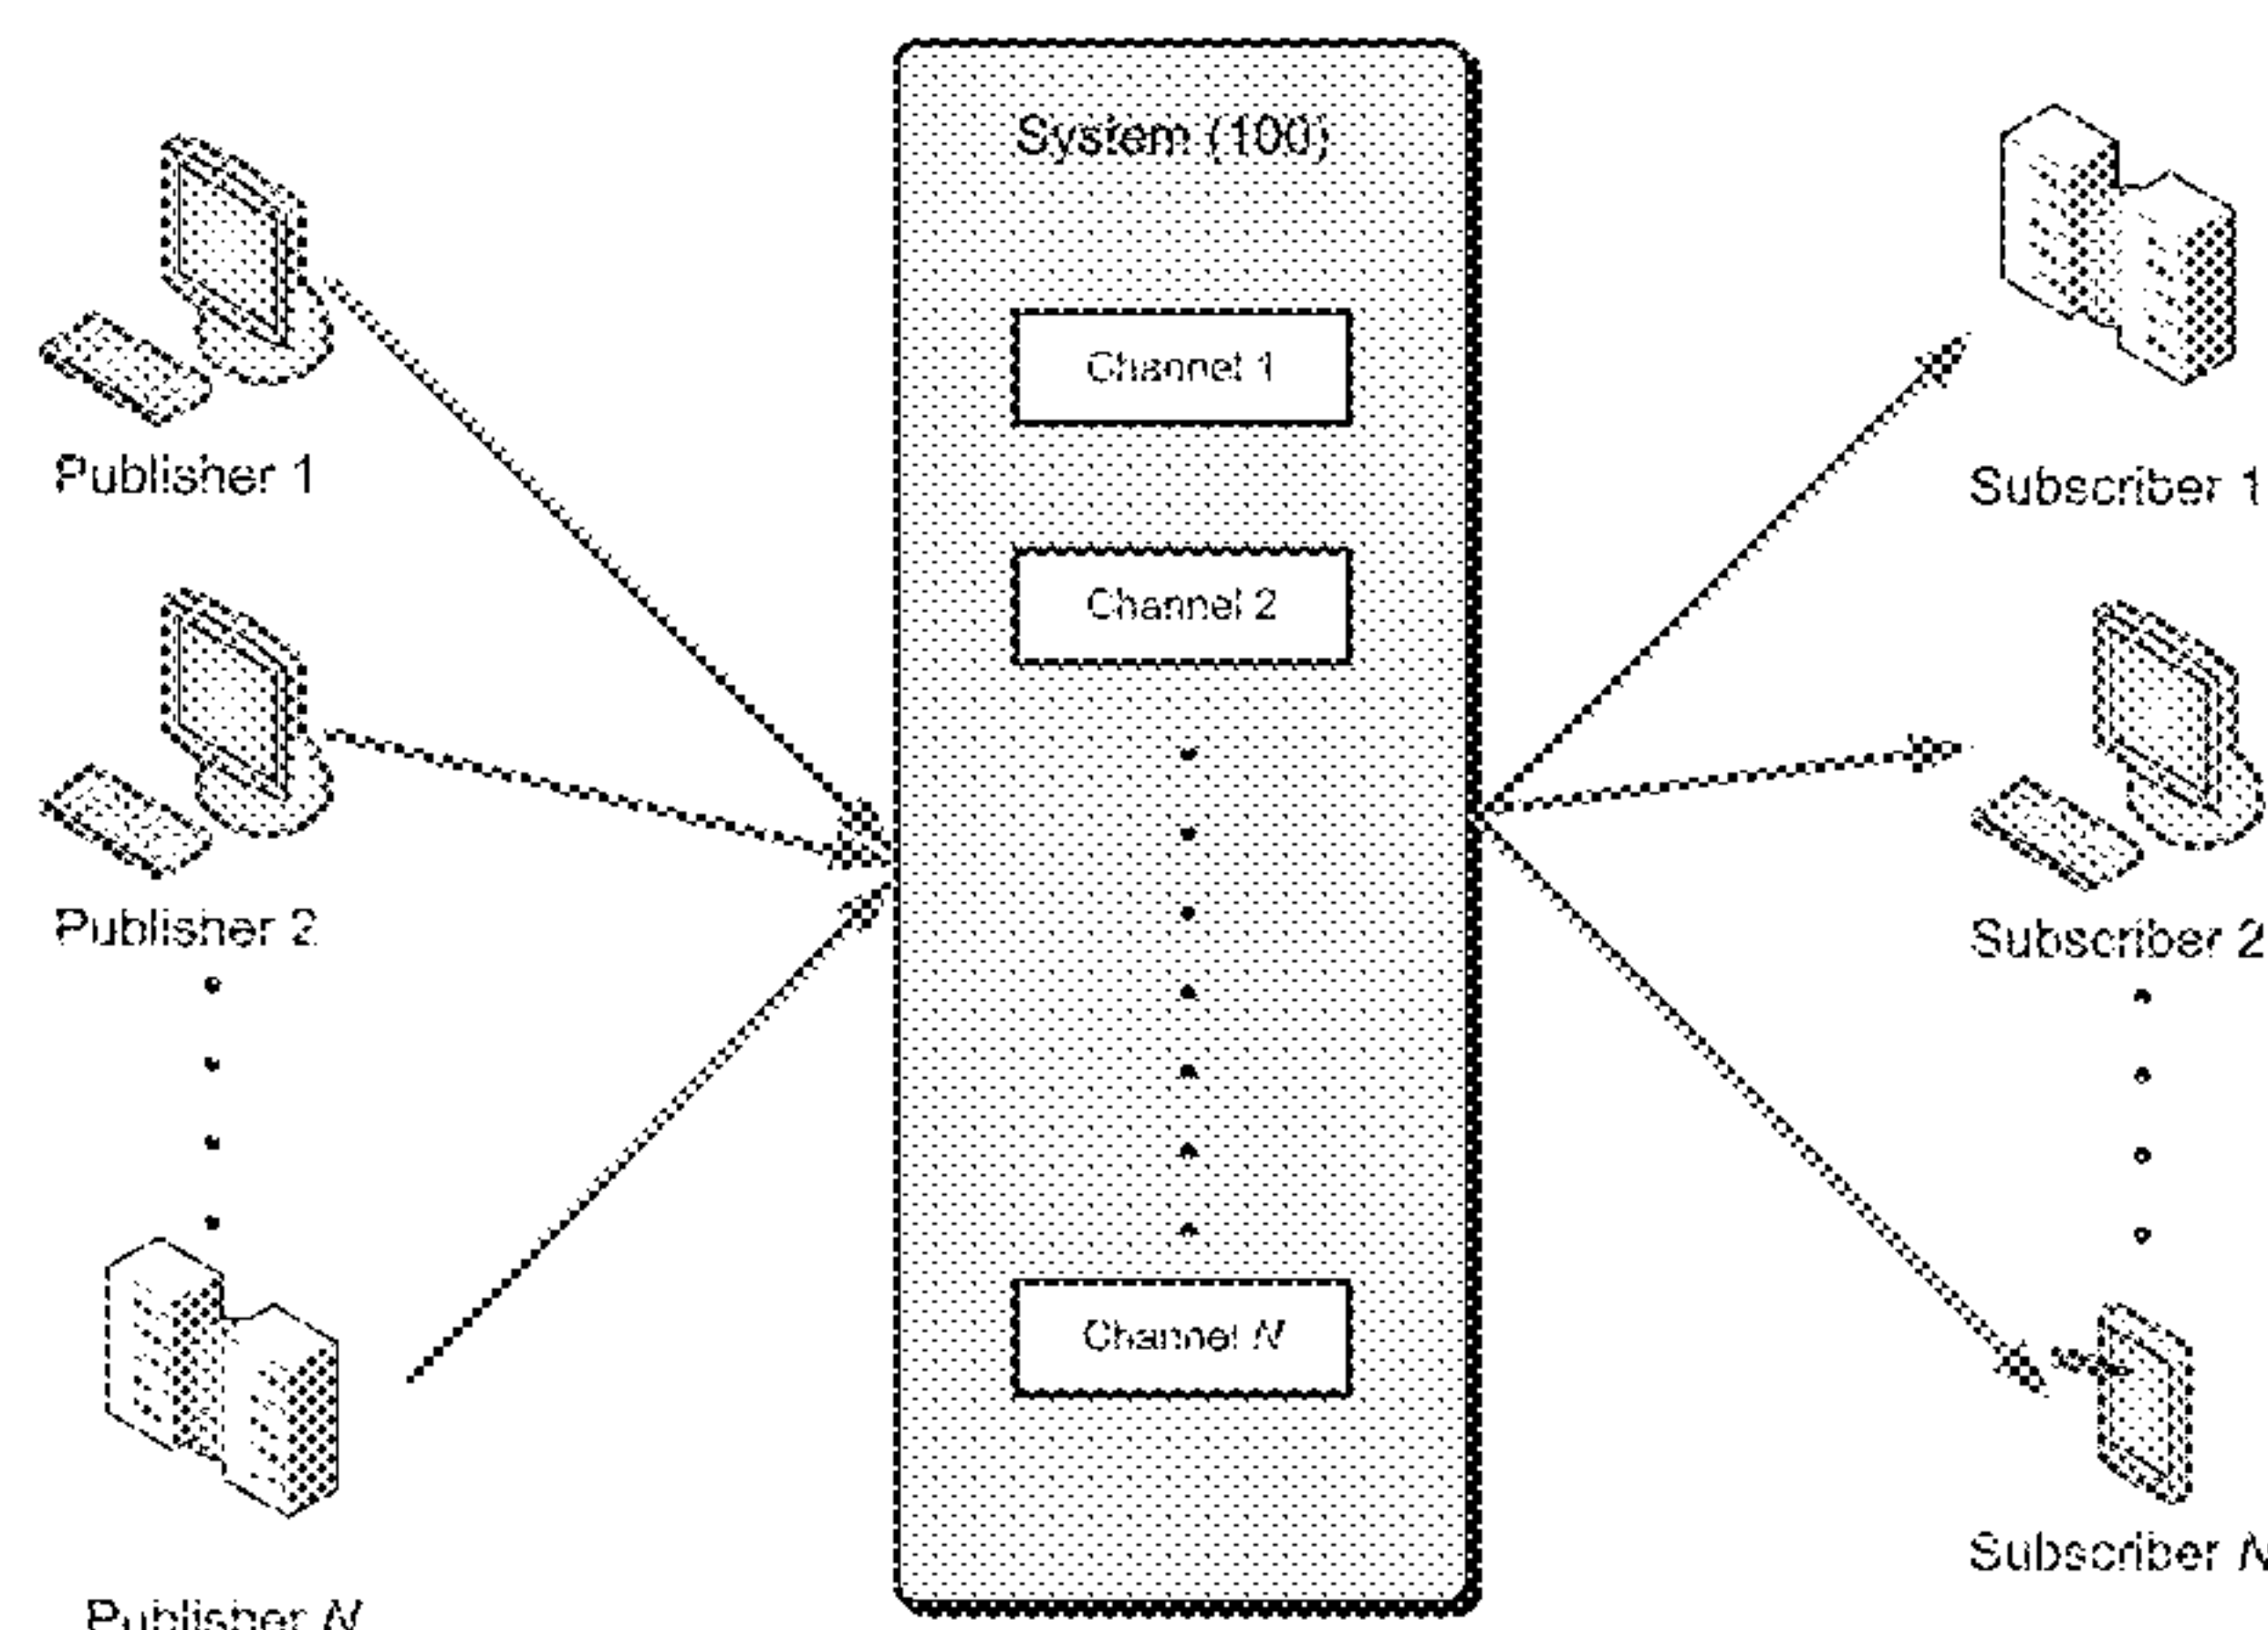 System (100)
Channel 1
Channel 2
Channel N
Publisher 1
Publisher 2
Publisher N
Subscriber 1
Subscriber 2
Subscriber N